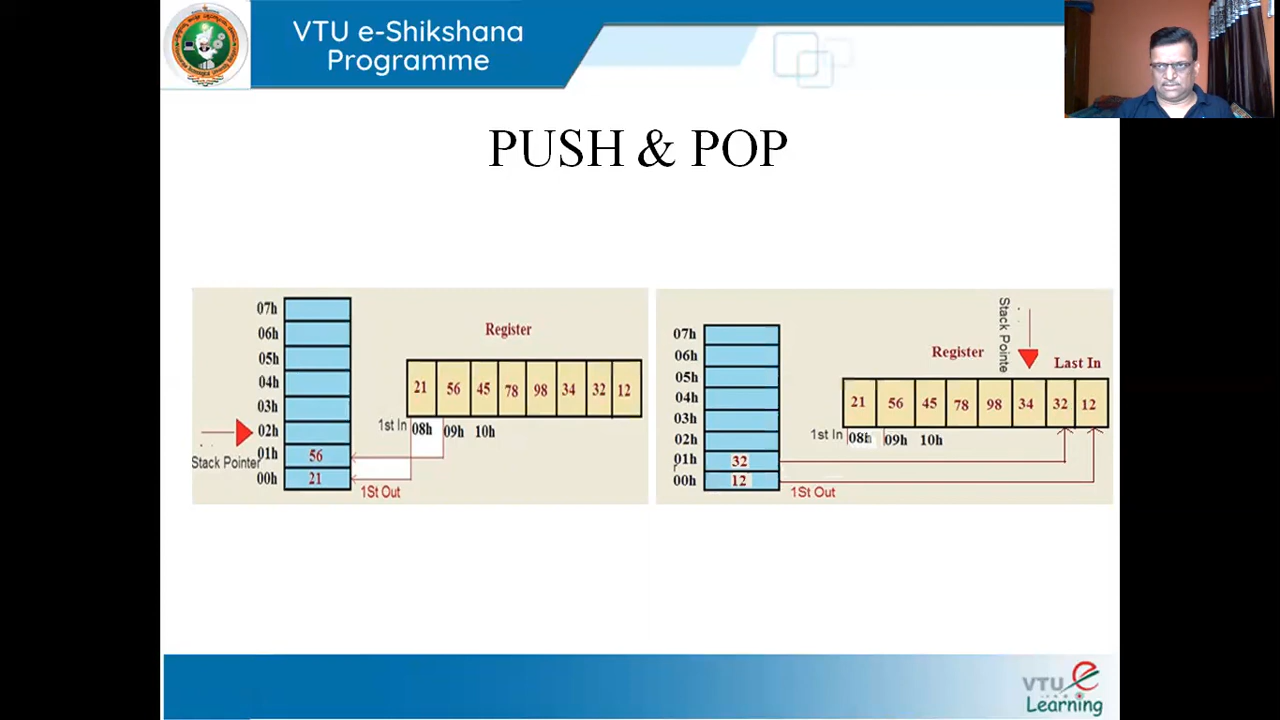 VTU e-Shikshana
Programme
PUSH & POP
07h
06h
05h
04h
03h
02h
01h
00h
56
21
Stack Pointer
Register
21 56 45 78 98 34 32 12
1st In 08h 09h 10h
1St Out
07h
06h
05h
04h
03h
02h
01h
00h
r
32
12
Stack Pointe
Register
Last In
21 56 45 78 98 34 32 12
1st In 08h 09h 10h
1St Out
VTU e
Learning